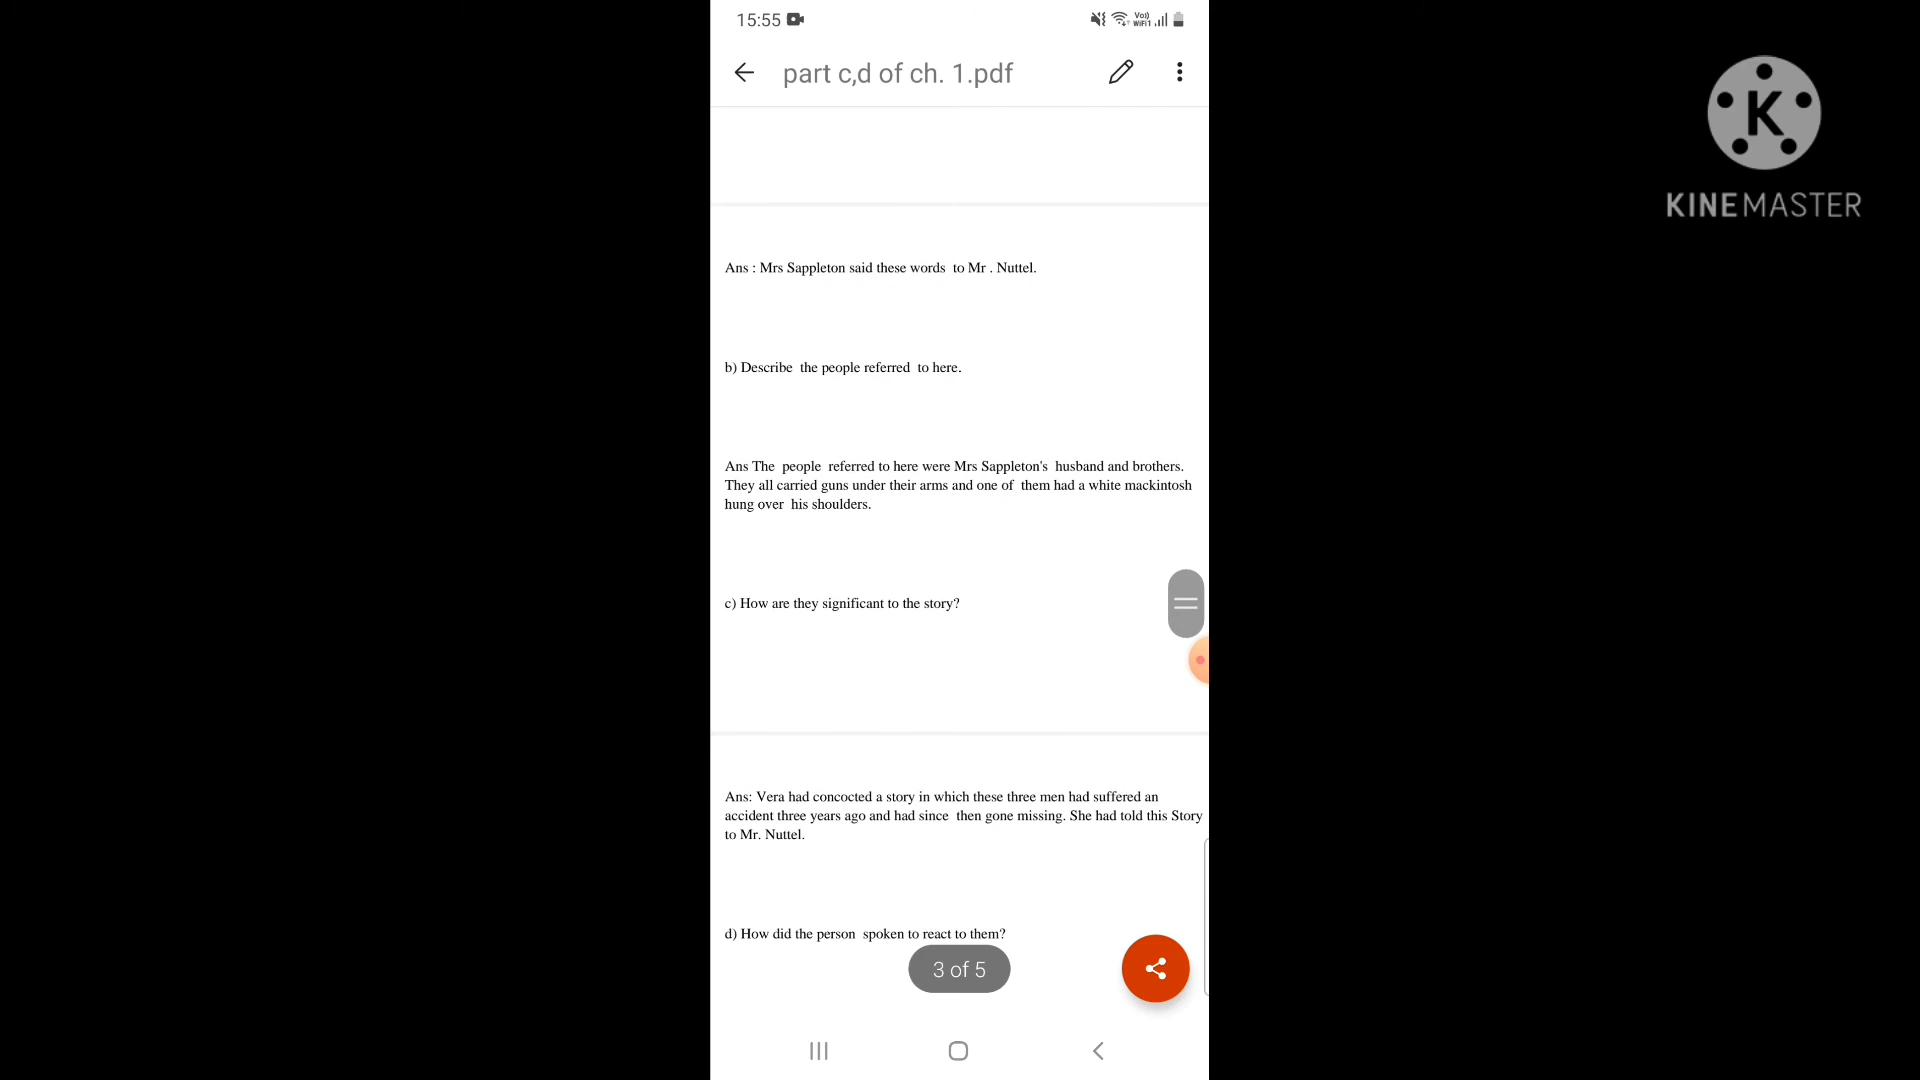 15:55
Vo))
WiFi1
part c,d of ch. 1.pdf
K
KINEMASTER
Ans : Mrs Sappleton said these words to Mr . Nuttel.
b) Describe the people referred to here.
Ans The people referred to here were Mrs Sappleton's husband and brothers.
They all carried guns under their arms and one of them had a white mackintosh
hung over his shoulders.
c) How are they significant to the story?
Ans: Vera had concocted a story in which these three men had suffered an
accident three years ago and had since then gone missing. She had told this Story
to Mr. Nuttel.
d) How did the person spoken to react to them?
3 of 5